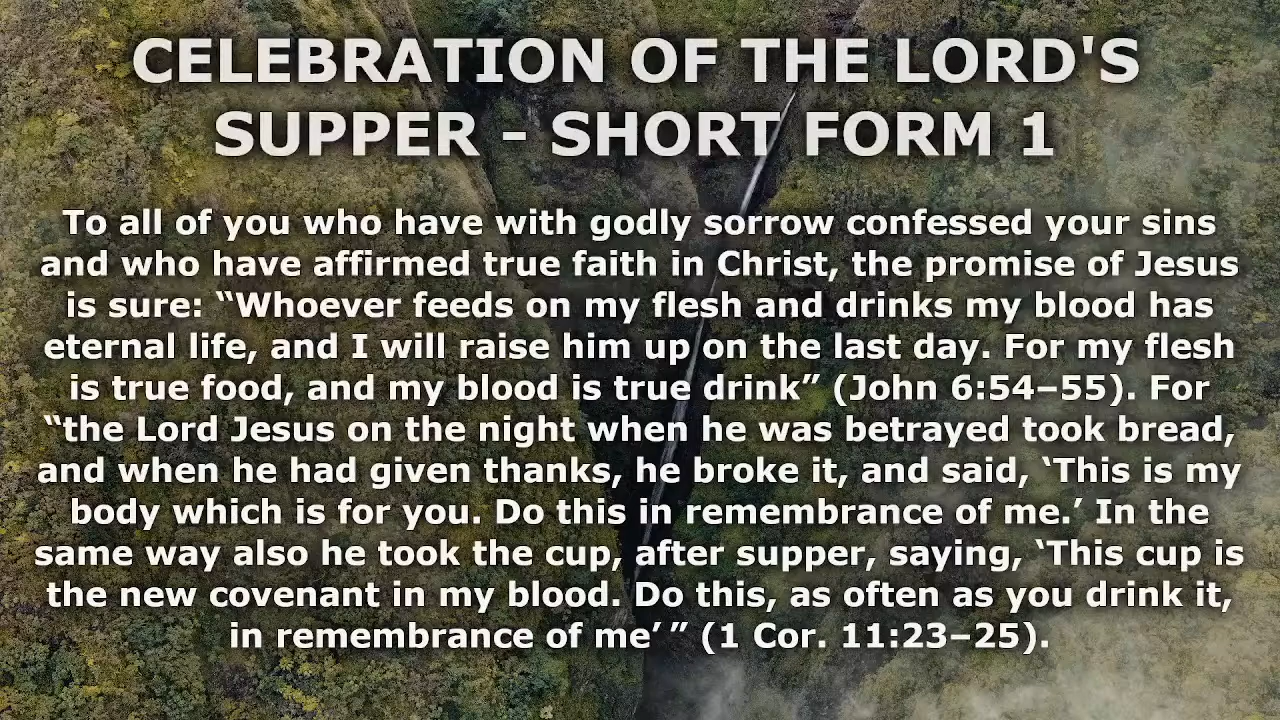 CELEBRATION OF THE LORD'S
SUPPER - SHORT FORM 1
To all of you who have with godly sorrow confessed your sins
and who have affirmed true faith in Christ, the promise of Jesus
is sure: “Whoever feeds on my flesh and drinks my blood has
eternal life, and I will raise him up on the last day. For my flesh
is true food, and my blood is true drink” (John 6:54–55). For
“the Lord Jesus on the night when he was betrayed took bread,
and when he had given thanks, he broke it, and said, ‘This is my
body which is for you. Do this in remembrance of me.’ In the
same way also he took the cup, after supper, saying, ‘This cup is
the new covenant in my blood. Do this, as often as you drink it,
in remembrance of me’ ” (1 Cor. 11:23–25).